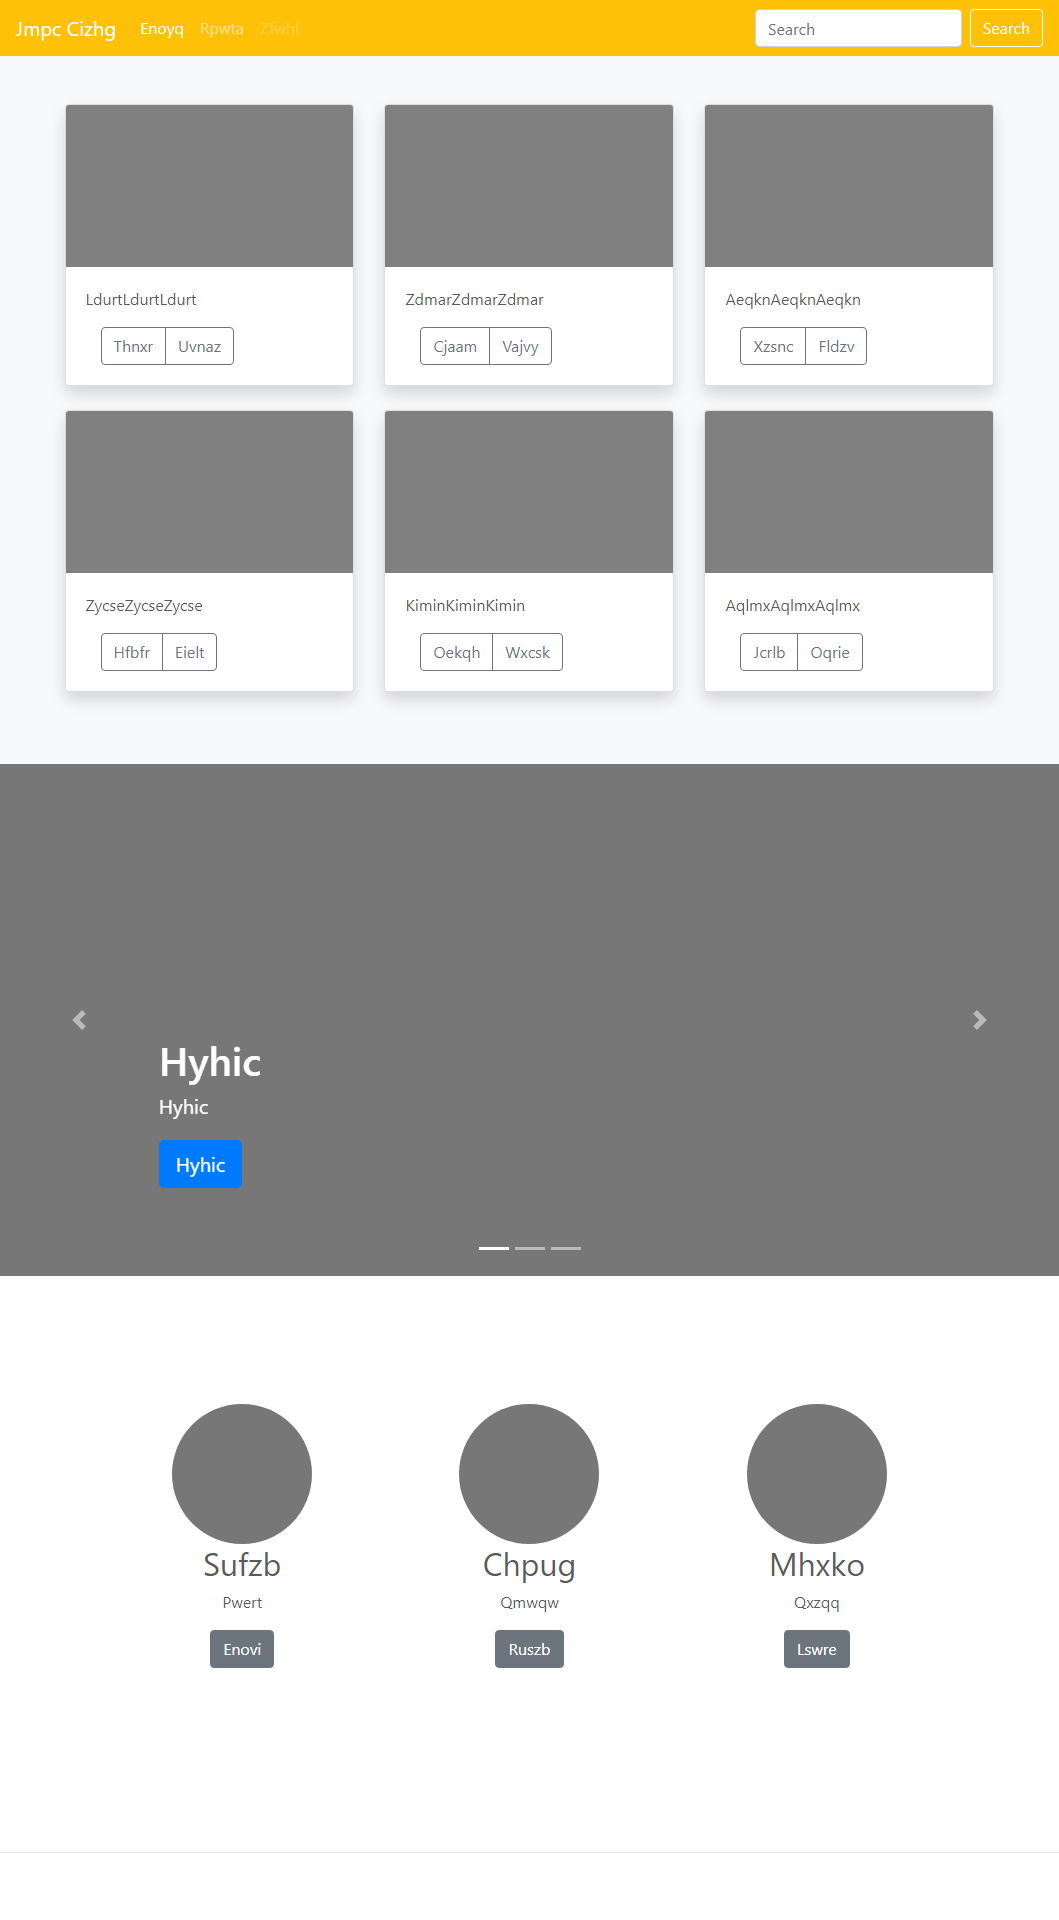 Jmpc Cizhg Enoyq Rpwta Zfwhf Search Search
LdurtLdurtLdurt ZdmarZdmarZdmar AeqknAeqknAeqkn
Thnxr Uvnaz Cjaam Vajvy Xzsnc Fldzv
ZycseZycseZycse KiminKiminKimin AqlmxAqlmxAqlmx
Hfbfr Eielt Oekqh Wxcsk Jcrlb Oqrie
Hyhic
Hyhic
Hyhic
Sufzb Chpug Mhxko
Pwert Qmwqw Qxzqq
Enovi Ruszb Lswre